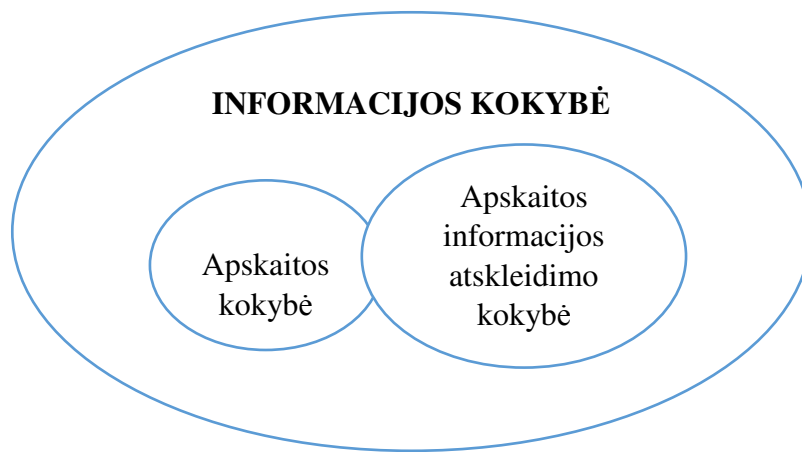 INFORMACIJOS KOKYBĖ
Apskaitos
kokybė
Apskaitos
informacijos
atskleidimo
kokybė